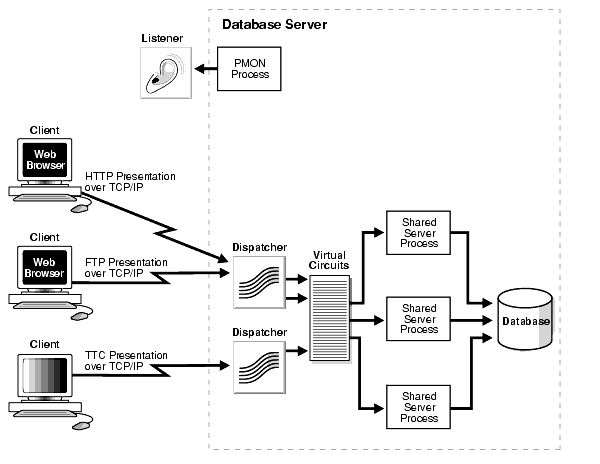 Database Server
Listener
PMON
Process
Client
Web
Browser
HTTP Presentation
over TCP/IP
Client
Web
Browser
FTP Presentation
over TCP/IP
Client
TTC Presentation
over TCP/IP
Dispatcher
Dispatcher
Virtual
Circuits
Shared
Server
Process
Shared
Server
Process
Shared
Server
Process
Database